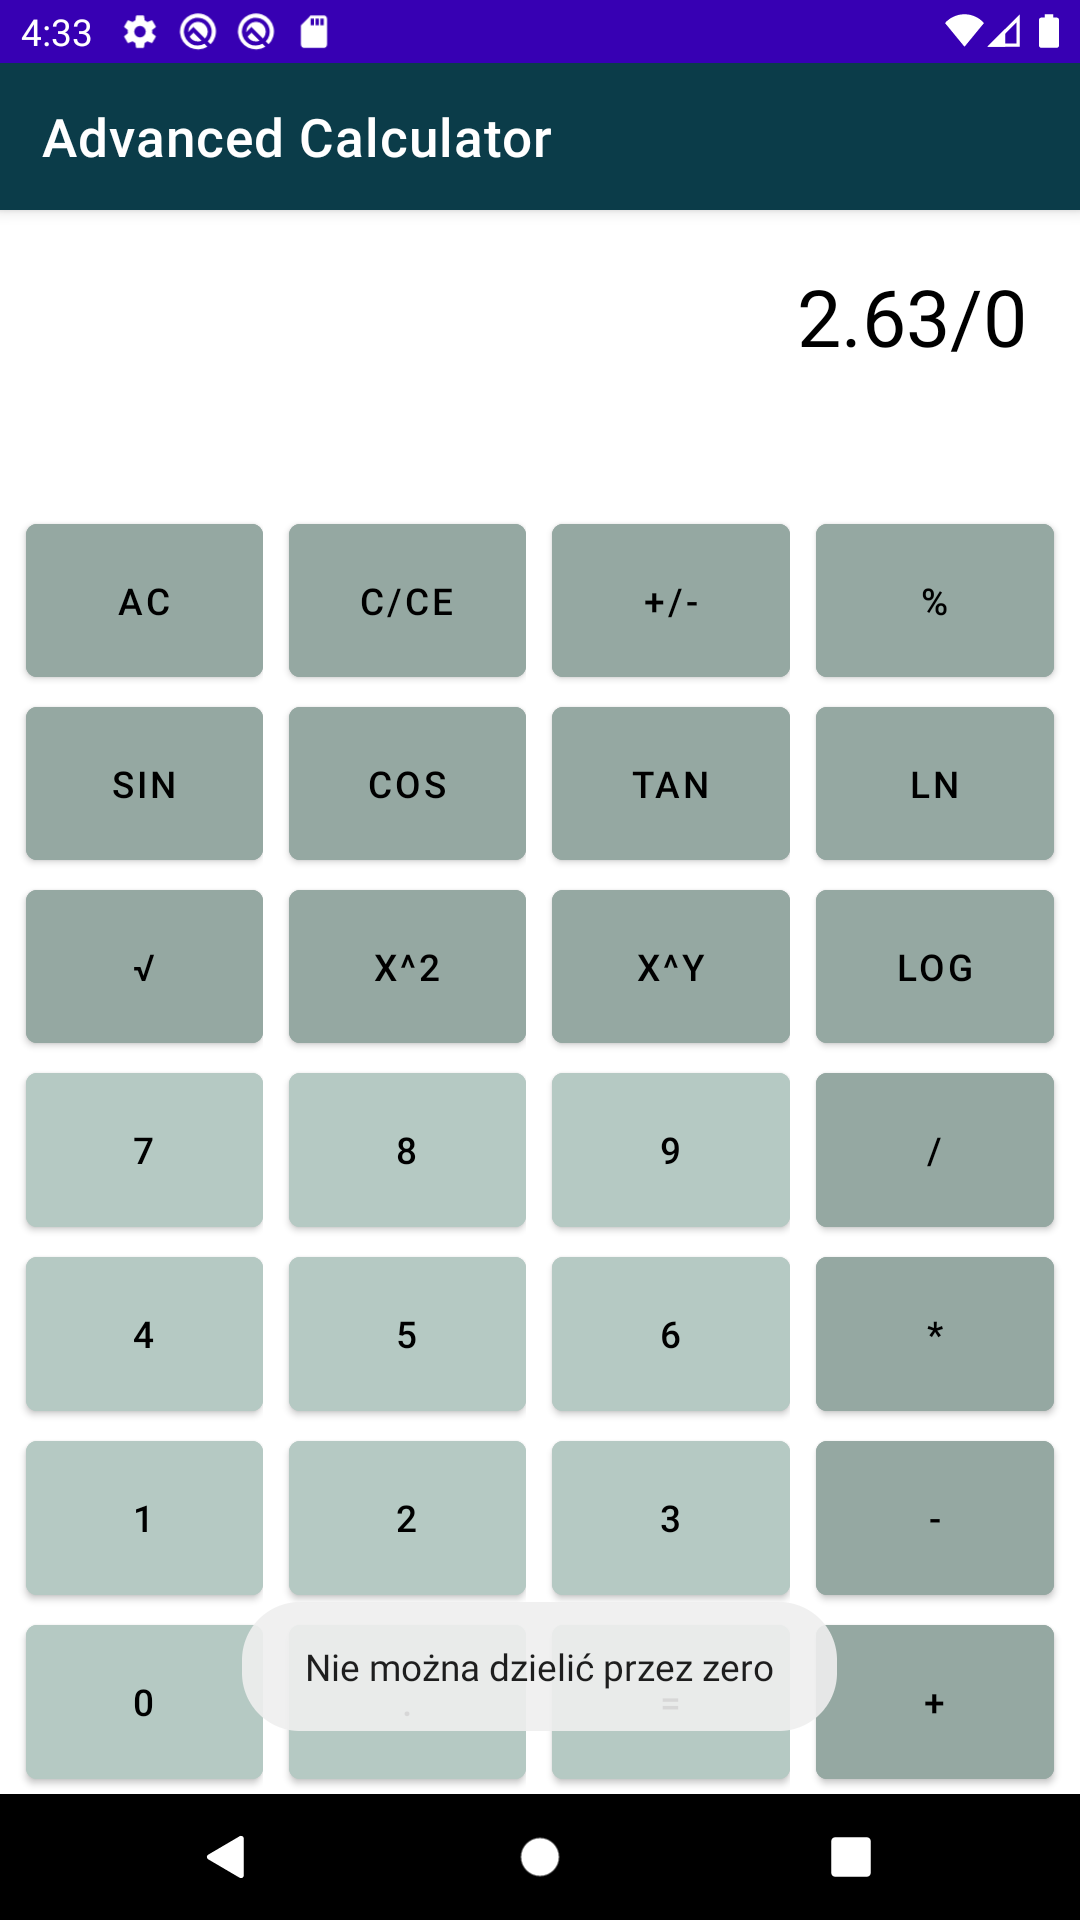 4:33
Advanced Calculator
2.63/0
AC C/CE +/- %
SIN COS TAN LN
√ X^2 X^Y LOG
7 8 9 /
4 5 6 *
1 2 3 -
Nie można dzielić przez zero
0 . = +